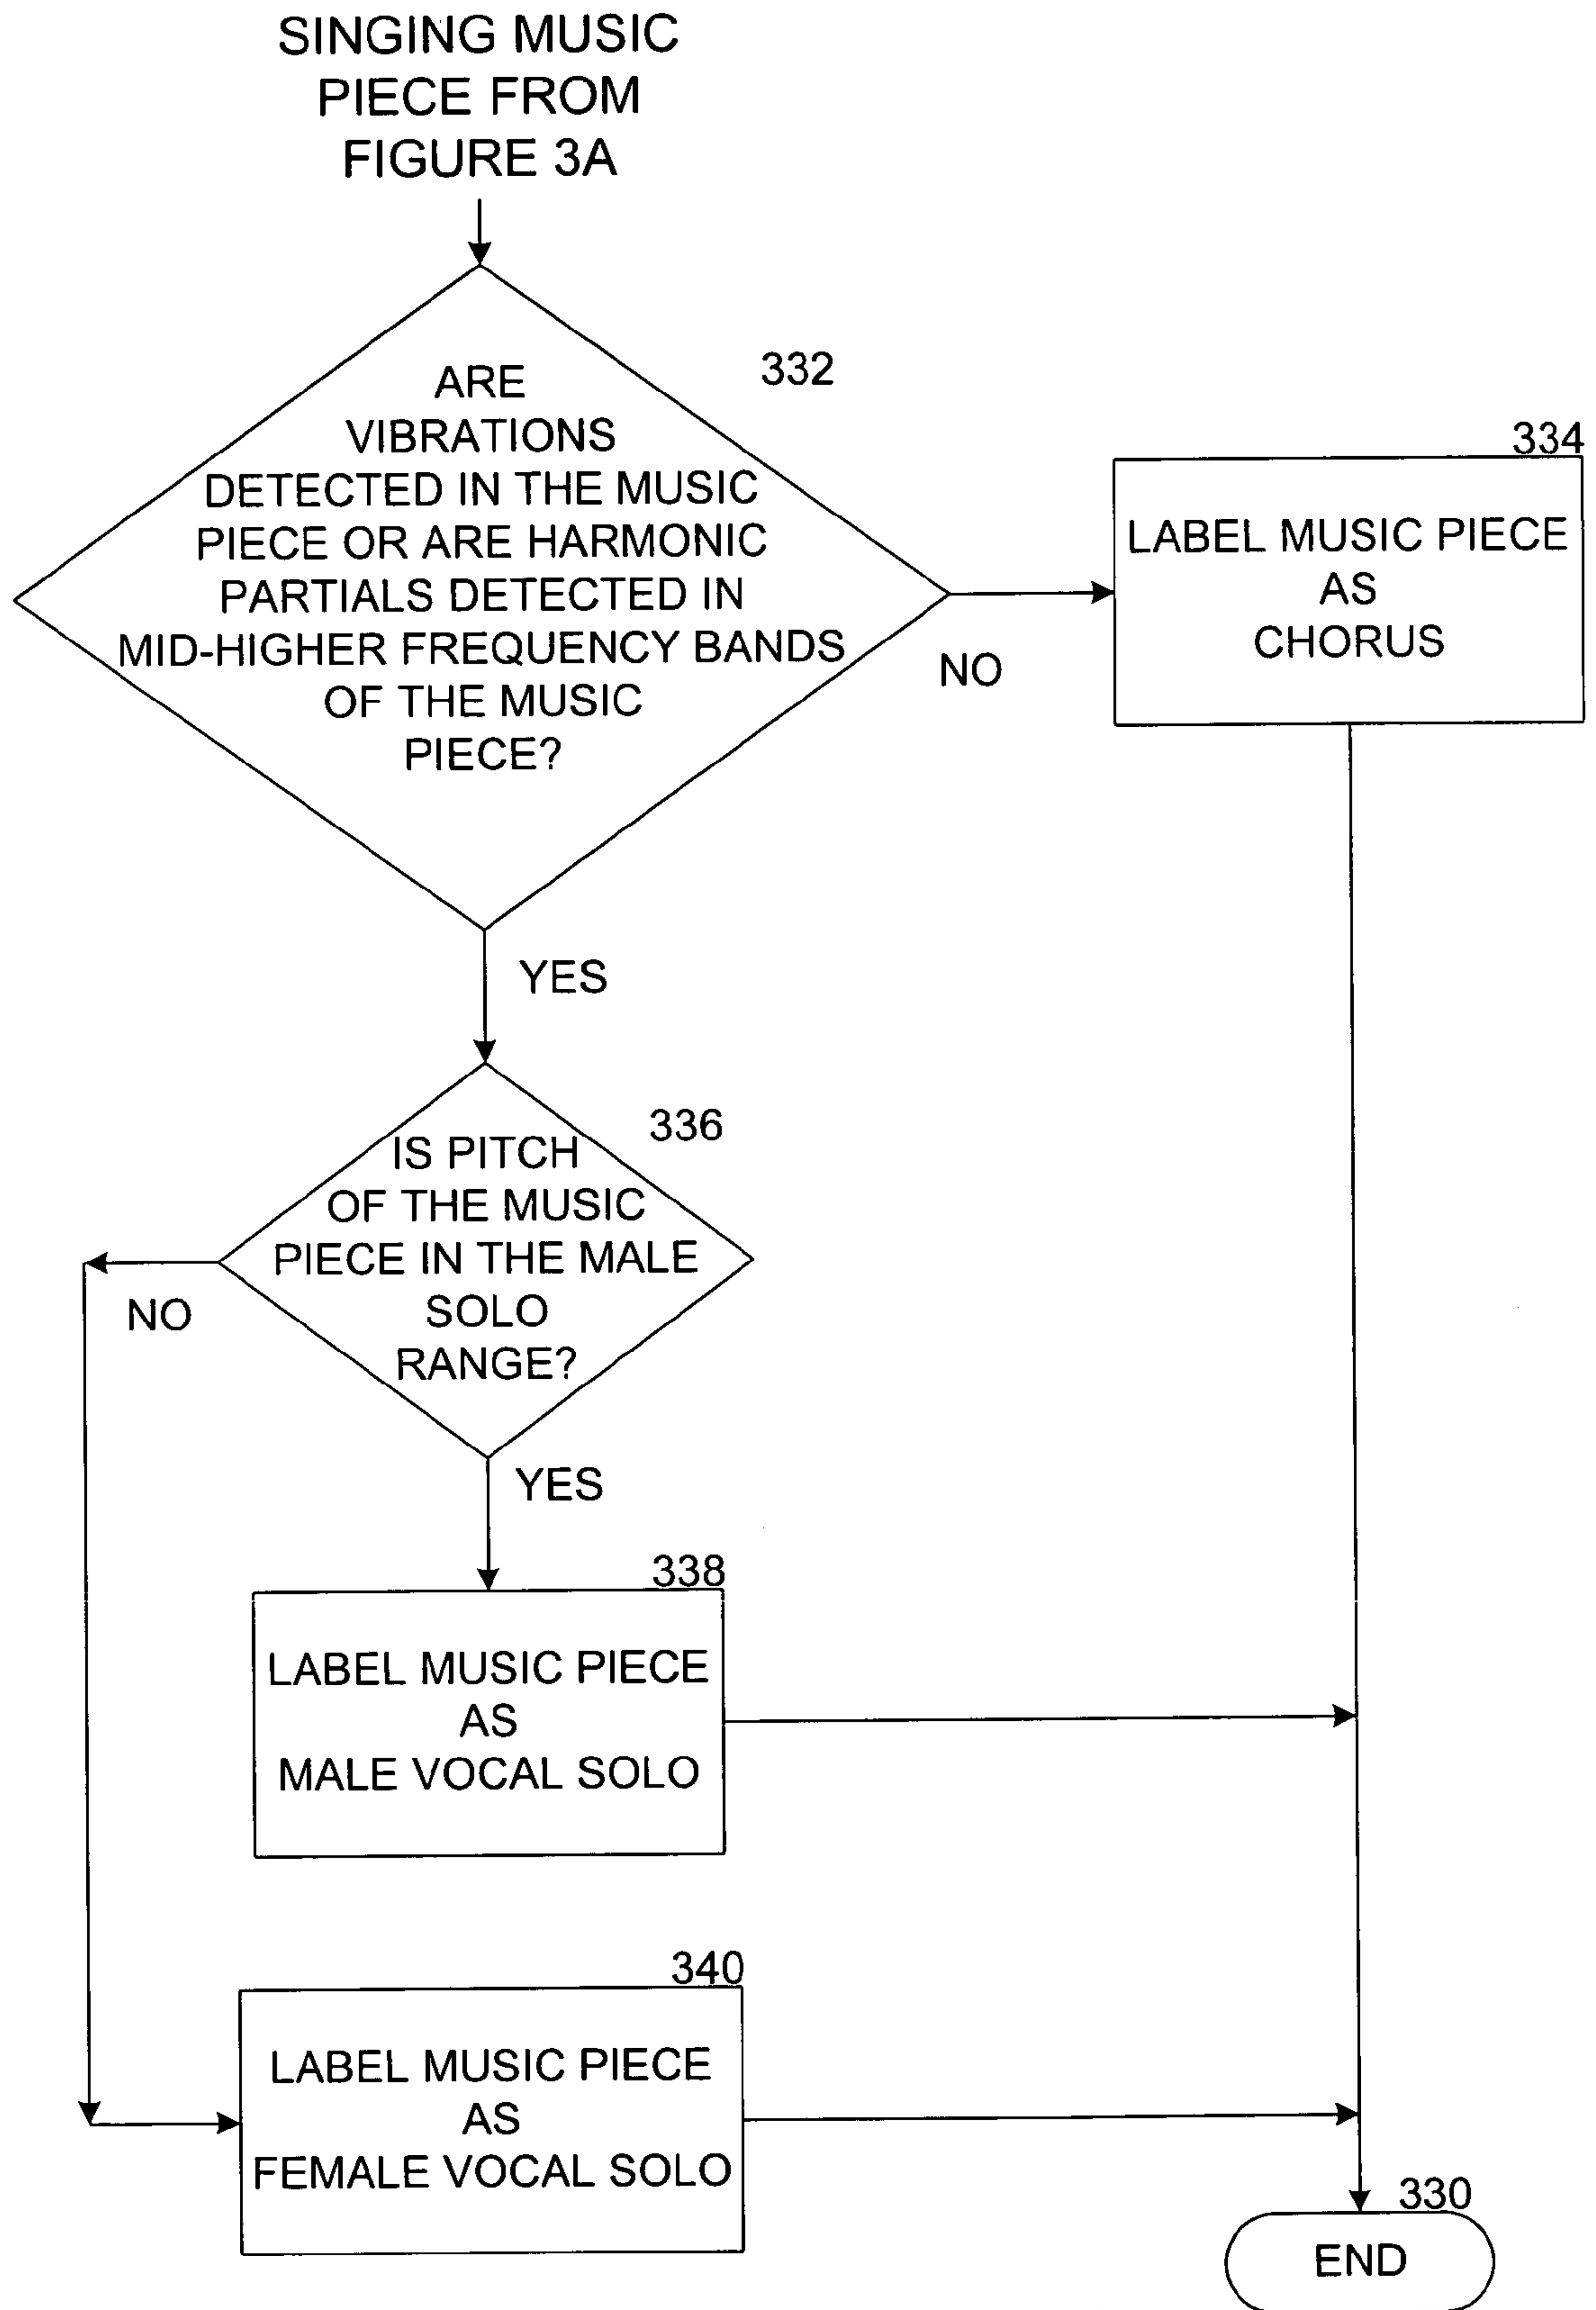 SINGING MUSIC
PIECE FROM
FIGURE 3A
332
ARE
VIBRATIONS
DETECTED IN THE MUSIC
PIECE OR ARE HARMONIC
PARTIALS DETECTED IN
MID-HIGHER FREQUENCY BANDS
OF THE MUSIC
PIECE?
NO
334
LABEL MUSIC PIECE
AS
CHORUS
YES
336
IS PITCH
OF THE MUSIC
PIECE IN THE MALE
SOLO
RANGE?
NO
YES
338
LABEL MUSIC PIECE
AS
MALE VOCAL SOLO
340
LABEL MUSIC PIECE
AS
FEMALE VOCAL SOLO
330
END